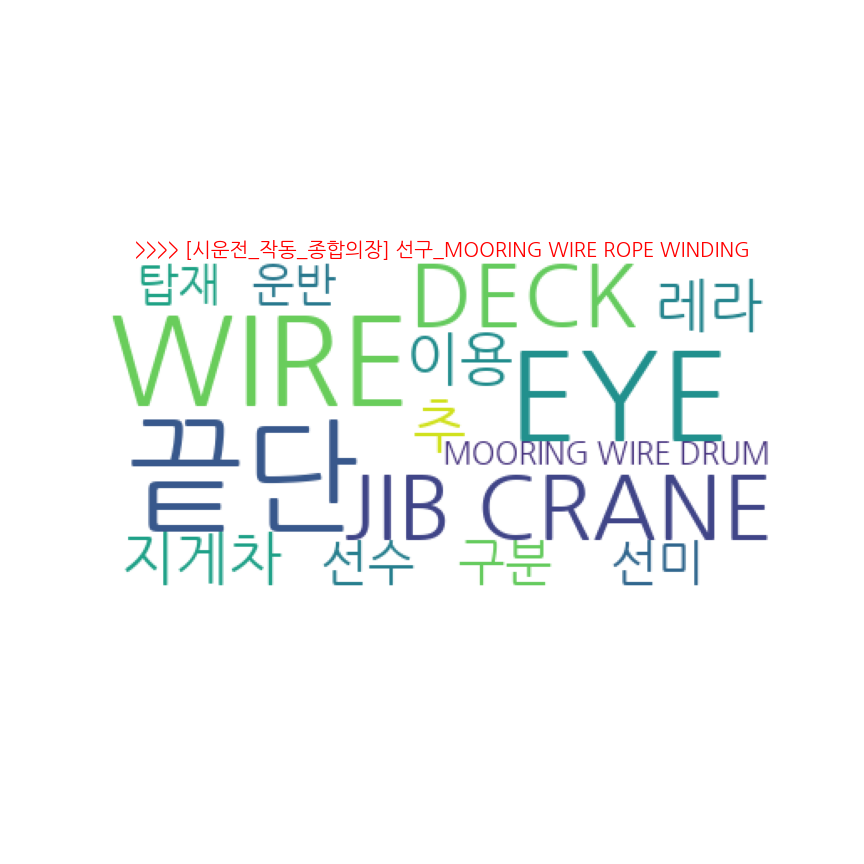 >>>> [시운전_작동_종합의장] 선구_MOORING WIRE ROPE WINDING
탑재 운반 DECK 레라
WIRE 이용 EYE
끝단 추 MOORING WIRE DRUM
JIB CRANE
지게차 선수 구분 선미